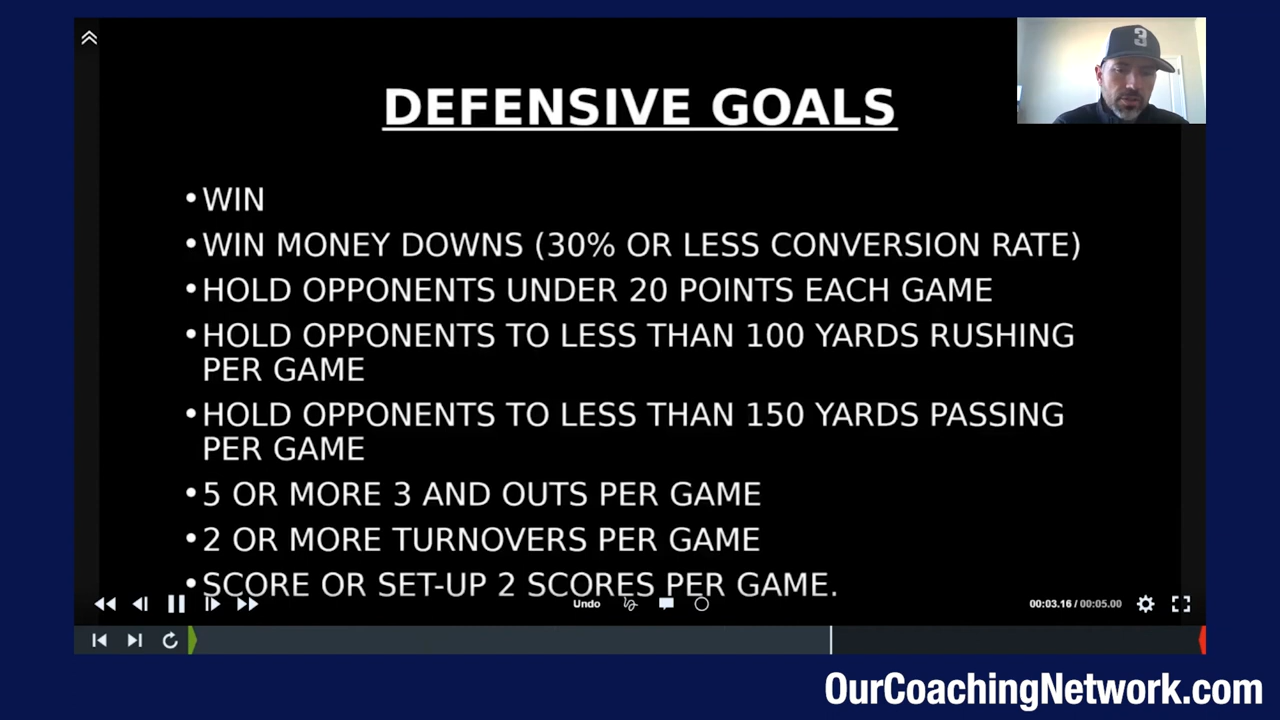 3
DEFENSIVE GOALS
• WIN
• WIN MONEY DOWNS (30% OR LESS CONVERSION RATE)
• HOLD OPPONENTS UNDER 20 POINTS EACH GAME
• HOLD OPPONENTS TO LESS THAN 100 YARDS RUSHING
PER GAME
• HOLD OPPONENTS TO LESS THAN 150 YARDS PASSING
PER GAME
• 5 OR MORE 3 AND OUTS PER GAME
• 2 OR MORE TURNOVERS PER GAME
• SCORE OR SET-UP 2 SCORES PER GAME.
Undo
00:03.16 / 00:05.00
OurCoachingNetwork.com